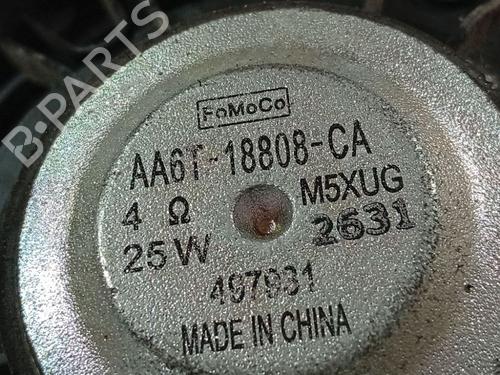 FoMoCo
AA6T-18808-CA
4 Ω M5XUG
25W 2631
497931
MADE IN CHINA
B-PARTS